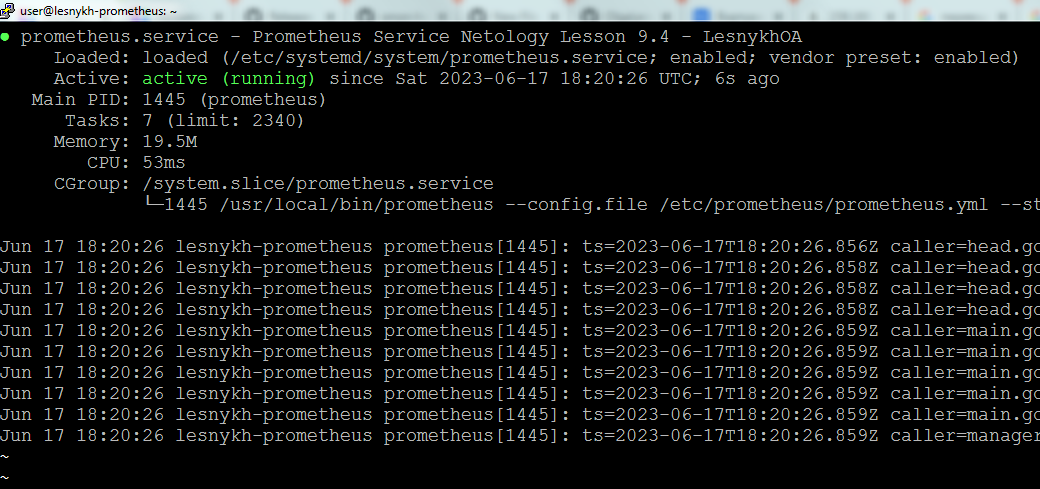 user@lesnykh-prometheus: ~
● prometheus.service - Prometheus Service Netology Lesson 9.4 - LesnykhOA
Loaded: loaded (/etc/systemd/system/prometheus.service; enabled; vendor preset: enabled)
Active: active (running) since Sat 2023-06-17 18:20:26 UTC; 6s ago
Main PID: 1445 (prometheus)
Tasks: 7 (limit: 2340)
Memory: 19.5M
CPU: 53ms
CGroup: /system.slice/prometheus.service
└─1445 /usr/local/bin/prometheus --config.file /etc/prometheus/prometheus.yml --st
Jun 17 18:20:26 lesnykh-prometheus prometheus[1445]: ts=2023-06-17T18:20:26.856Z caller=head.go
Jun 17 18:20:26 lesnykh-prometheus prometheus[1445]: ts=2023-06-17T18:20:26.858Z caller=head.go
Jun 17 18:20:26 lesnykh-prometheus prometheus[1445]: ts=2023-06-17T18:20:26.858Z caller=head.go
Jun 17 18:20:26 lesnykh-prometheus prometheus[1445]: ts=2023-06-17T18:20:26.858Z caller=head.go
Jun 17 18:20:26 lesnykh-prometheus prometheus[1445]: ts=2023-06-17T18:20:26.859Z caller=main.go
Jun 17 18:20:26 lesnykh-prometheus prometheus[1445]: ts=2023-06-17T18:20:26.859Z caller=main.go
Jun 17 18:20:26 lesnykh-prometheus prometheus[1445]: ts=2023-06-17T18:20:26.859Z caller=main.go
Jun 17 18:20:26 lesnykh-prometheus prometheus[1445]: ts=2023-06-17T18:20:26.859Z caller=main.go
Jun 17 18:20:26 lesnykh-prometheus prometheus[1445]: ts=2023-06-17T18:20:26.859Z caller=main.go
Jun 17 18:20:26 lesnykh-prometheus prometheus[1445]: ts=2023-06-17T18:20:26.859Z caller=manager
~
~